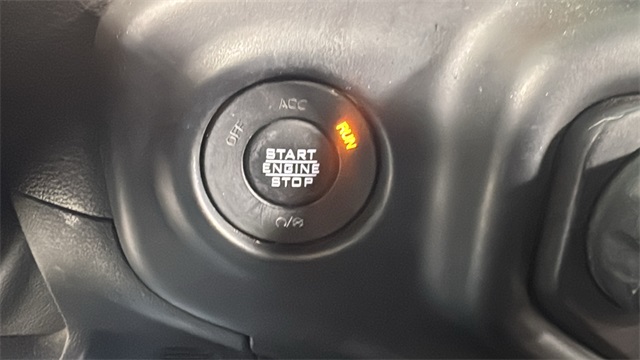 ACC
OFF
RUN
START
ENGINE
STOP